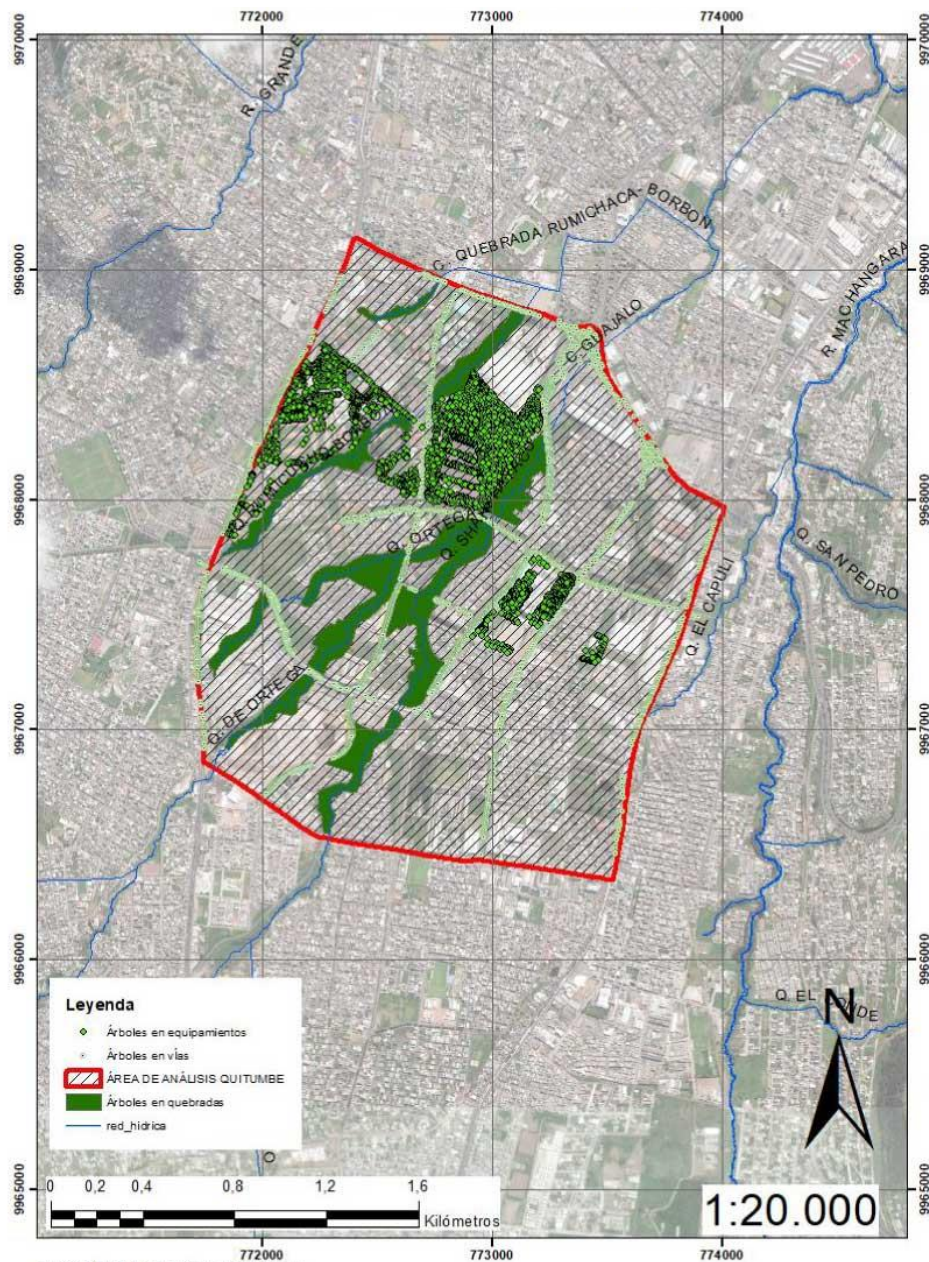 772000
773000
774000
9970000
9970000
R. GRANDE
C. QUEBRADA RUMICHACA- BORBON
9969000
9969000
R. MACHANGARA
C. GUAJALO
9968000
9968000
Q. ORTEGA
Q. SHA
Q. EL CAPULI
Q. SAN PEDRO
9967000
9967000
Q. DE ORTEGA
9966000
9966000
Q. EL CONDE
N
Leyenda
Árboles en equipamientos
Árboles en vías
ÁREA DE ANÁLISIS QUITUMBE
Árboles en quebradas
red_hidrica
9965000
9965000
0 0,2 0,4 0,8 1,2 1,6
Kilómetros
1:20.000
772000
773000
774000